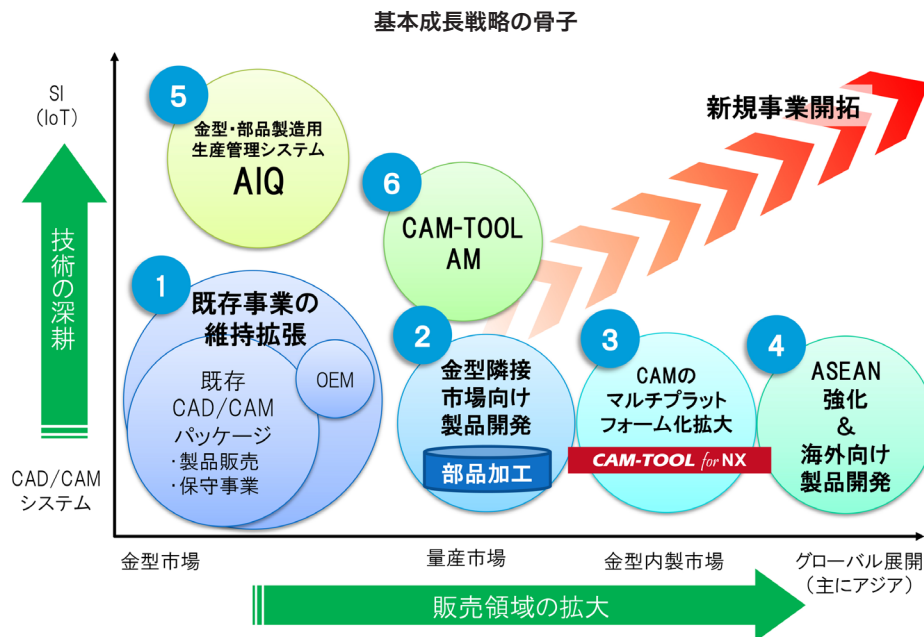 基本成長戦略の骨子
SI
(IoT)
技術の深耕
CAD/CAM
システム
5
金型・部品製造用
生産管理システム
AIQ
6
CAM-TOOL
AM
新規事業開拓
1
既存事業の
維持拡張
既存
CAD/CAM
パッケージ
・製品販売
・保守事業
OEM
2
金型隣接
市場向け
製品開発
部品加工
3
CAMの
マルチプラット
フォーム化拡大
CAM-TOOL for NX
4
ASEAN
強化
&
海外向け
製品開発
金型市場
量産市場
金型内製市場
グローバル展開
(主にアジア)
販売領域の拡大